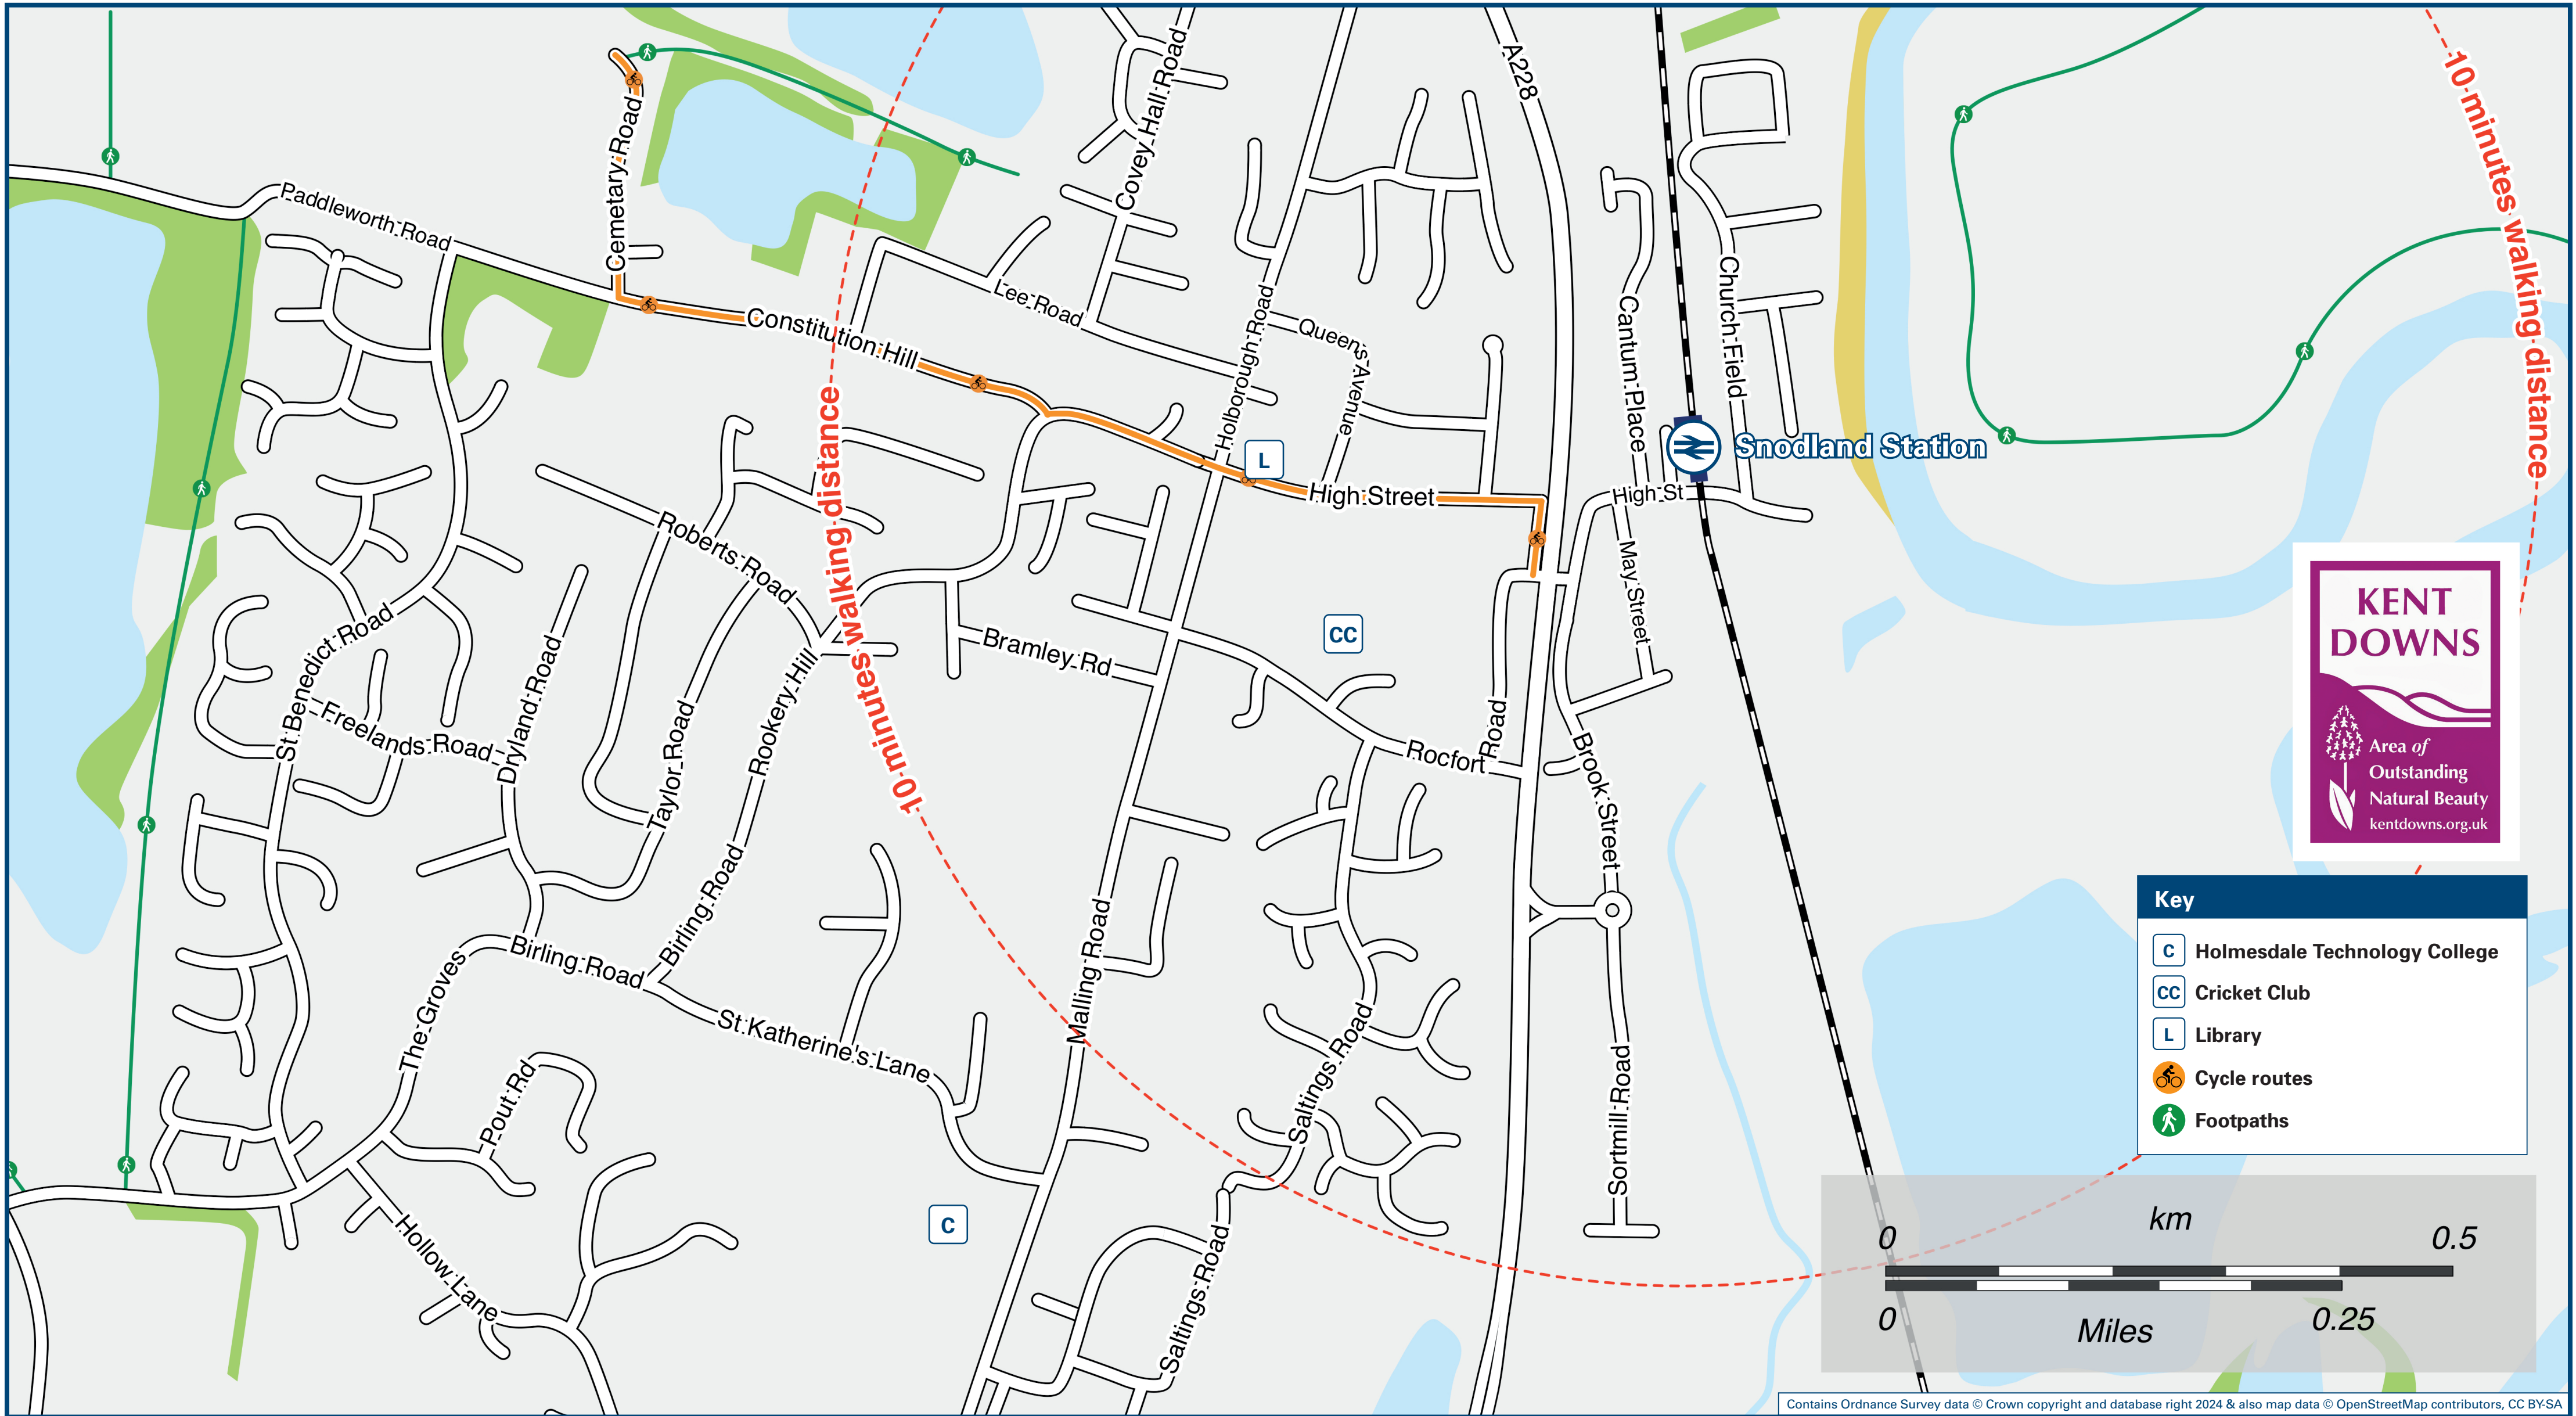 A228
10 minutes walking distance
Covey Hall Road
Cemetary Road
Paddleworth Road
Lee Road
Constitution Hill
Holborough Road
Queens Avenue
Cantum Place
Church Field
Snodland Station
L
High Street
High St
May Street
10 minutes walking distance
Roberts Road
Rookery Hill
Bramley Rd
CC
St Benedict Road
Freelands Road
Dryland Road
Taylor Road
Rocfort Road
Brook Street
Birling Road
Birling Road
The Groves
St Katherine's Lane
Malling Road
Pout Rd
Saltings Road
Sortmill Road
C
Hollow Lane
Saltings Road
KENT
DOWNS
Area of
Outstanding
Natural Beauty
kentdowns.org.uk
Key
C Holmesdale Technology College
CC Cricket Club
L Library
Cycle routes
Footpaths
km
0 0.5
0 0.25
Miles
Contains Ordnance Survey data © Crown copyright and database right 2024 & also map data © OpenStreetMap contributors, CC BY-SA